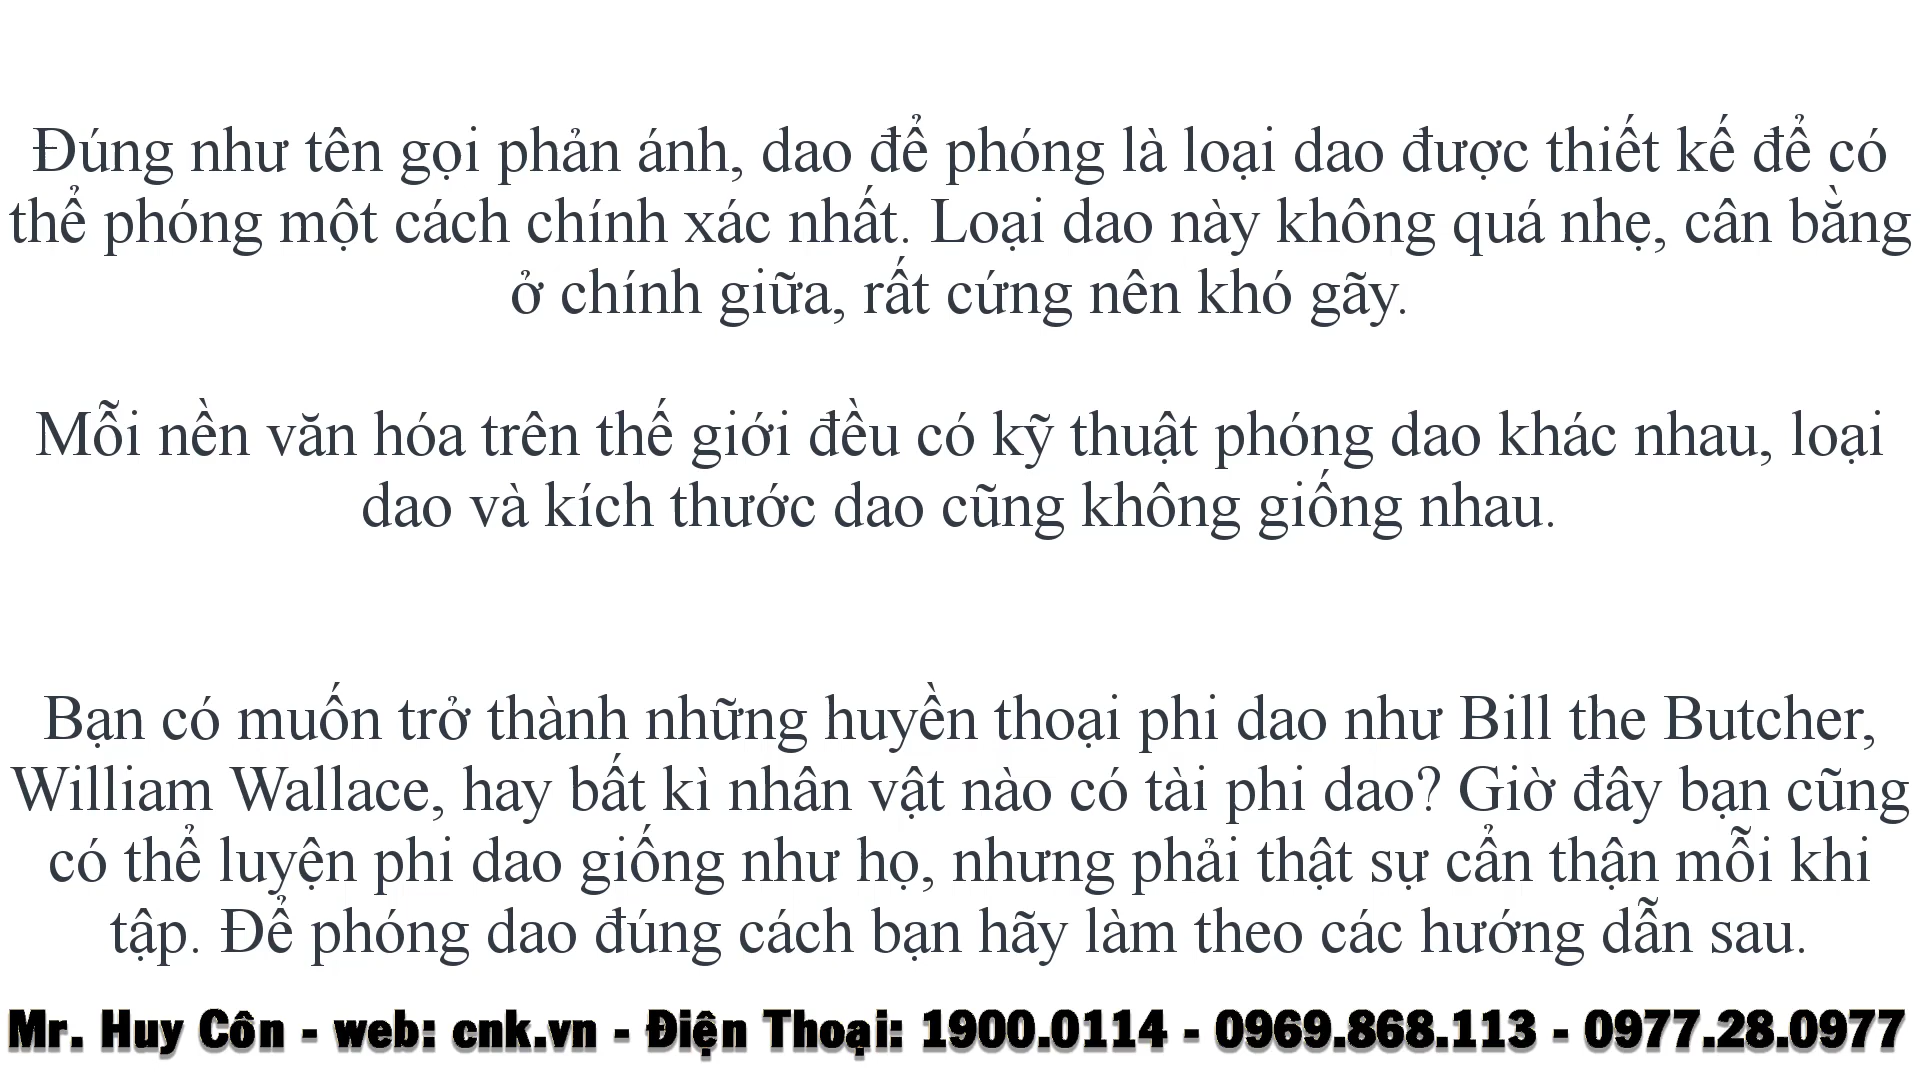 Đúng như tên gọi phản ánh, dao để phóng là loại dao được thiết kế để có
thể phóng một cách chính xác nhất. Loại dao này không quá nhẹ, cân bằng
ở chính giữa, rất cứng nên khó gãy.
Mỗi nền văn hóa trên thế giới đều có kỹ thuật phóng dao khác nhau, loại
dao và kích thước dao cũng không giống nhau.
Bạn có muốn trở thành những huyền thoại phi dao như Bill the Butcher,
William Wallace, hay bất kì nhân vật nào có tài phi dao? Giờ đây bạn cũng
có thể luyện phi dao giống như họ, nhưng phải thật sự cẩn thận mỗi khi
tập. Để phóng dao đúng cách bạn hãy làm theo các hướng dẫn sau.
Mr. Huy Côn - web: cnk.vn - Điện Thoại: 1900.0114 - 0969.868.113 - 0977.28.0977